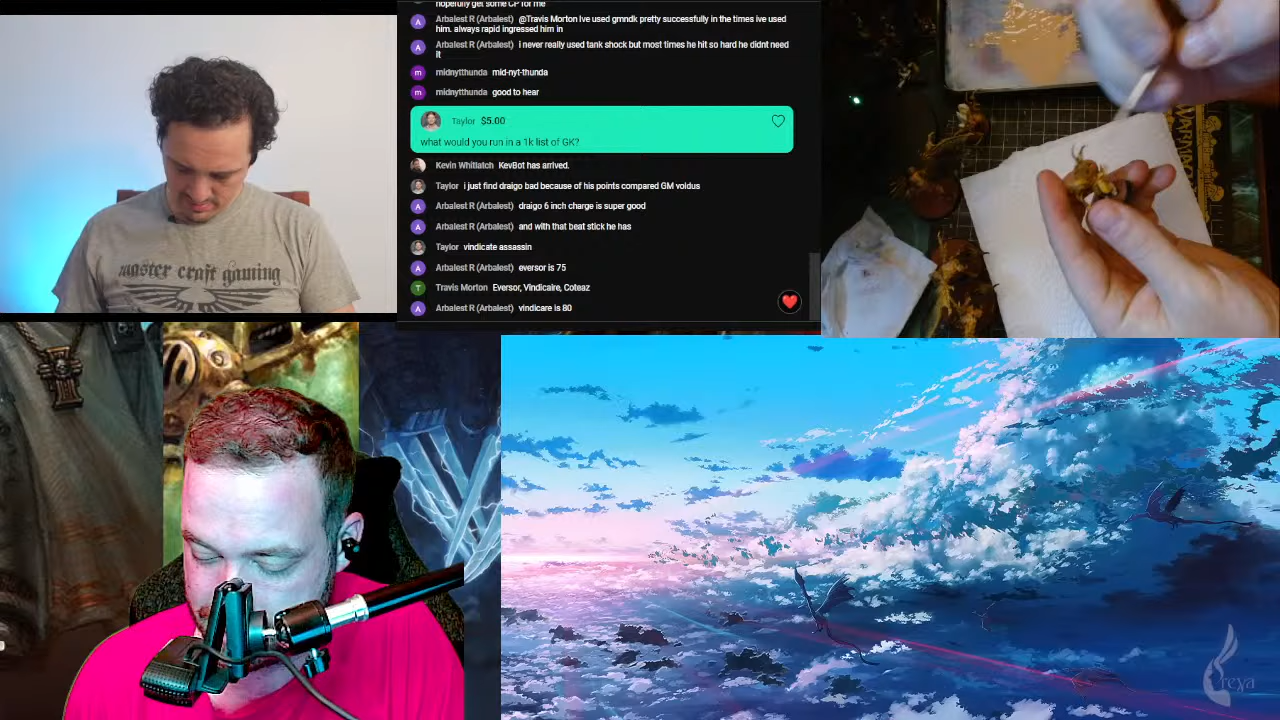 hopefully get some CP for me
A Arbalest R (Arbalest) @Travis Morton Ive used gmndk pretty successfully in the times ive used
him. always rapid ingressed him in
A Arbalest R (Arbalest) i never really used tank shock but most times he hit so hard he didnt need
it
m midnytthunda mid-nyt-thunda
m midnytthunda good to hear
Taylor $5.00
what would you run in a 1k list of GK?
Kevin Whitlatch KevBot has arrived.
Taylor i just find draigo bad because of his points compared GM voldus
A Arbalest R (Arbalest) draigo 6 inch charge is super good
A Arbalest R (Arbalest) and with that beat stick he has
Taylor vindicate assassin
A Arbalest R (Arbalest) eversor is 75
T Travis Morton Eversor, Vindicaire, Coteaz
A Arbalest R (Arbalest) vindicare is 80
master craft gaming